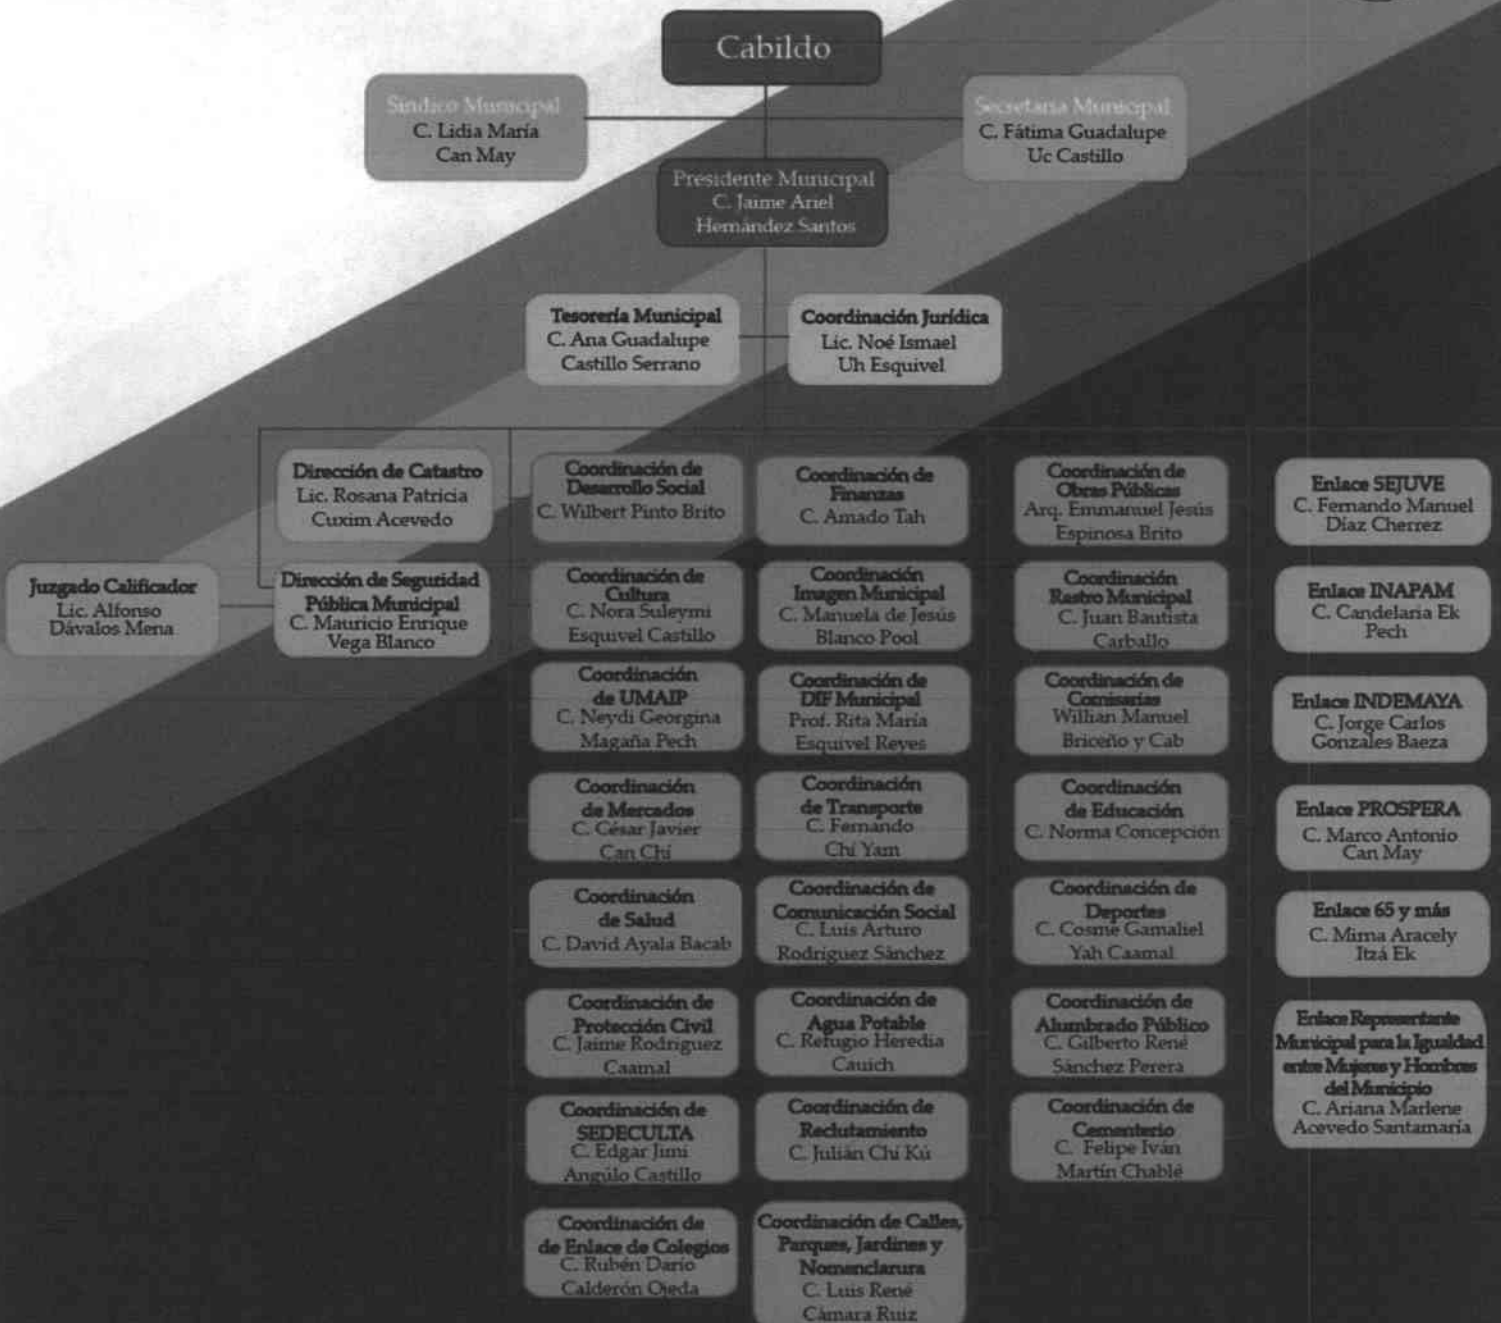 Cabildo
Síndico Municipal
C. Lidia María
Can May
Secretaria Municipal
C. Fátima Guadalupe
Uc Castillo
Presidente Municipal
C. Jaime Ariel
Hernández Santos
Tesorería Municipal
C. Ana Guadalupe
Castillo Serrano
Coordinación Jurídica
Lic. Noé Ismael
Uh Esquivel
Dirección de Catastro
Lic. Rosana Patricia
Cuxim Acevedo
Juzgado Calificador
Lic. Alfonso
Dávalos Mena
Dirección de Seguridad
Pública Municipal
C. Mauricio Enrique
Vega Blanco
Coordinación de
Desarrollo Social
C. Wilbert Pinto Brito
Coordinación de
Cultura
C. Nora Suleymi
Esquivel Castillo
Coordinación
de UMAIP
C. Neydi Georgina
Magaña Pech
Coordinación
de Mercados
C. César Javier
Can Chí
Coordinación
de Salud
C. David Ayala Bacab
Coordinación de
Protección Civil
C. Jaime Rodríguez
Caamal
Coordinación de
SEDECULTA
C. Edgar Jimi
Angúlo Castillo
Coordinación de
de Enlace de Colegios
C. Rubén Darío
Calderón Ojeda
Coordinación de
Finanzas
C. Amado Tah
Coordinación
Imagen Municipal
C. Manuela de Jesús
Blanco Pool
Coordinación de
DIF Municipal
Prof. Rita María
Esquivel Reyes
Coordinación
de Transporte
C. Fernando
Chí Yam
Coordinación de
Comunicación Social
C. Luis Arturo
Rodríguez Sánchez
Coordinación de
Agua Potable
C. Refugio Heredia
Cauich
Coordinación de
Reclutamiento
C. Julián Chi Kú
Coordinación de Calles,
Parques, Jardines y
Nomenclarura
C. Luis René
Cámara Ruiz
Coordinación de
Obras Públicas
Arq. Emmanuel Jesús
Espinosa Brito
Coordinación
Rastro Municipal
C. Juan Bautista
Carballo
Coordinación de
Comisarías
Willian Manuel
Briceño y Cab
Coordinación
de Educación
C. Norma Concepción
Coordinación de
Deportes
C. Cosme Gamaliel
Yah Caamal
Coordinación de
Alumbrado Público
C. Gilberto René
Sánchez Perera
Coordinación de
Cementerio
C. Felipe Iván
Martín Chablé
Enlace SEJUVE
C. Fernando Manuel
Díaz Cherrez
Enlace INAPAM
C. Candelaria Ek
Pech
Enlace INDEMAYA
C. Jorge Carlos
Gonzales Baeza
Enlace PROSPERA
C. Marco Antonio
Can May
Enlace 65 y más
C. Mirna Aracely
Itzá Ek
Enlace Representante
Municipal para la Igualdad
entre Mujeres y Hombres
del Municipio
C. Ariana Marlene
Acevedo Santamaría